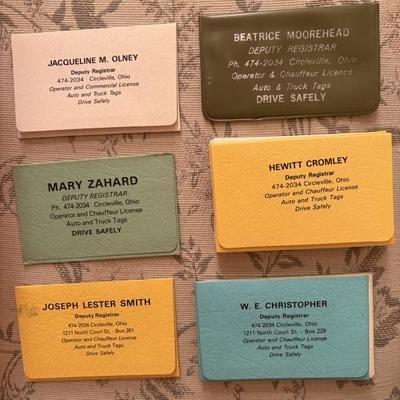 JACQUELINE M. OLNEY
Deputy Registrar
474-2034 Circleville, Ohio
Operator and Commercial License
Auto and Truck Tags
Drive Safely
BEATRICE MOOREHEAD
DEPUTY REGISTRAR
Ph. 474-2034 Circleville, Ohio
Operator & Chauffeur License
Auto & Truck Tags
DRIVE SAFELY
MARY ZAHARD
DEPUTY REGISTRAR
Ph. 474-2034 Circleville, Ohio
Operator and Chauffeur License
Auto and Truck Tags
DRIVE SAFELY
HEWITT CROMLEY
Deputy Registrar
474-2034 Circleville, Ohio
Operator and Chauffeur License
Auto and Truck Tags
Drive Safely
JOSEPH LESTER SMITH
Deputy Registrar
474-2034 Circleville, Ohio
1211 North Court St. - Box 261
Operator and Chauffeur License
Auto and Truck Tags
Drive Safely
W. E. CHRISTOPHER
Deputy Registrar
474-2034 Circleville, Ohio
1211 North Court St. - Box 229
Operator and Chauffeur License
Auto and Truck Tags
Drive Safely